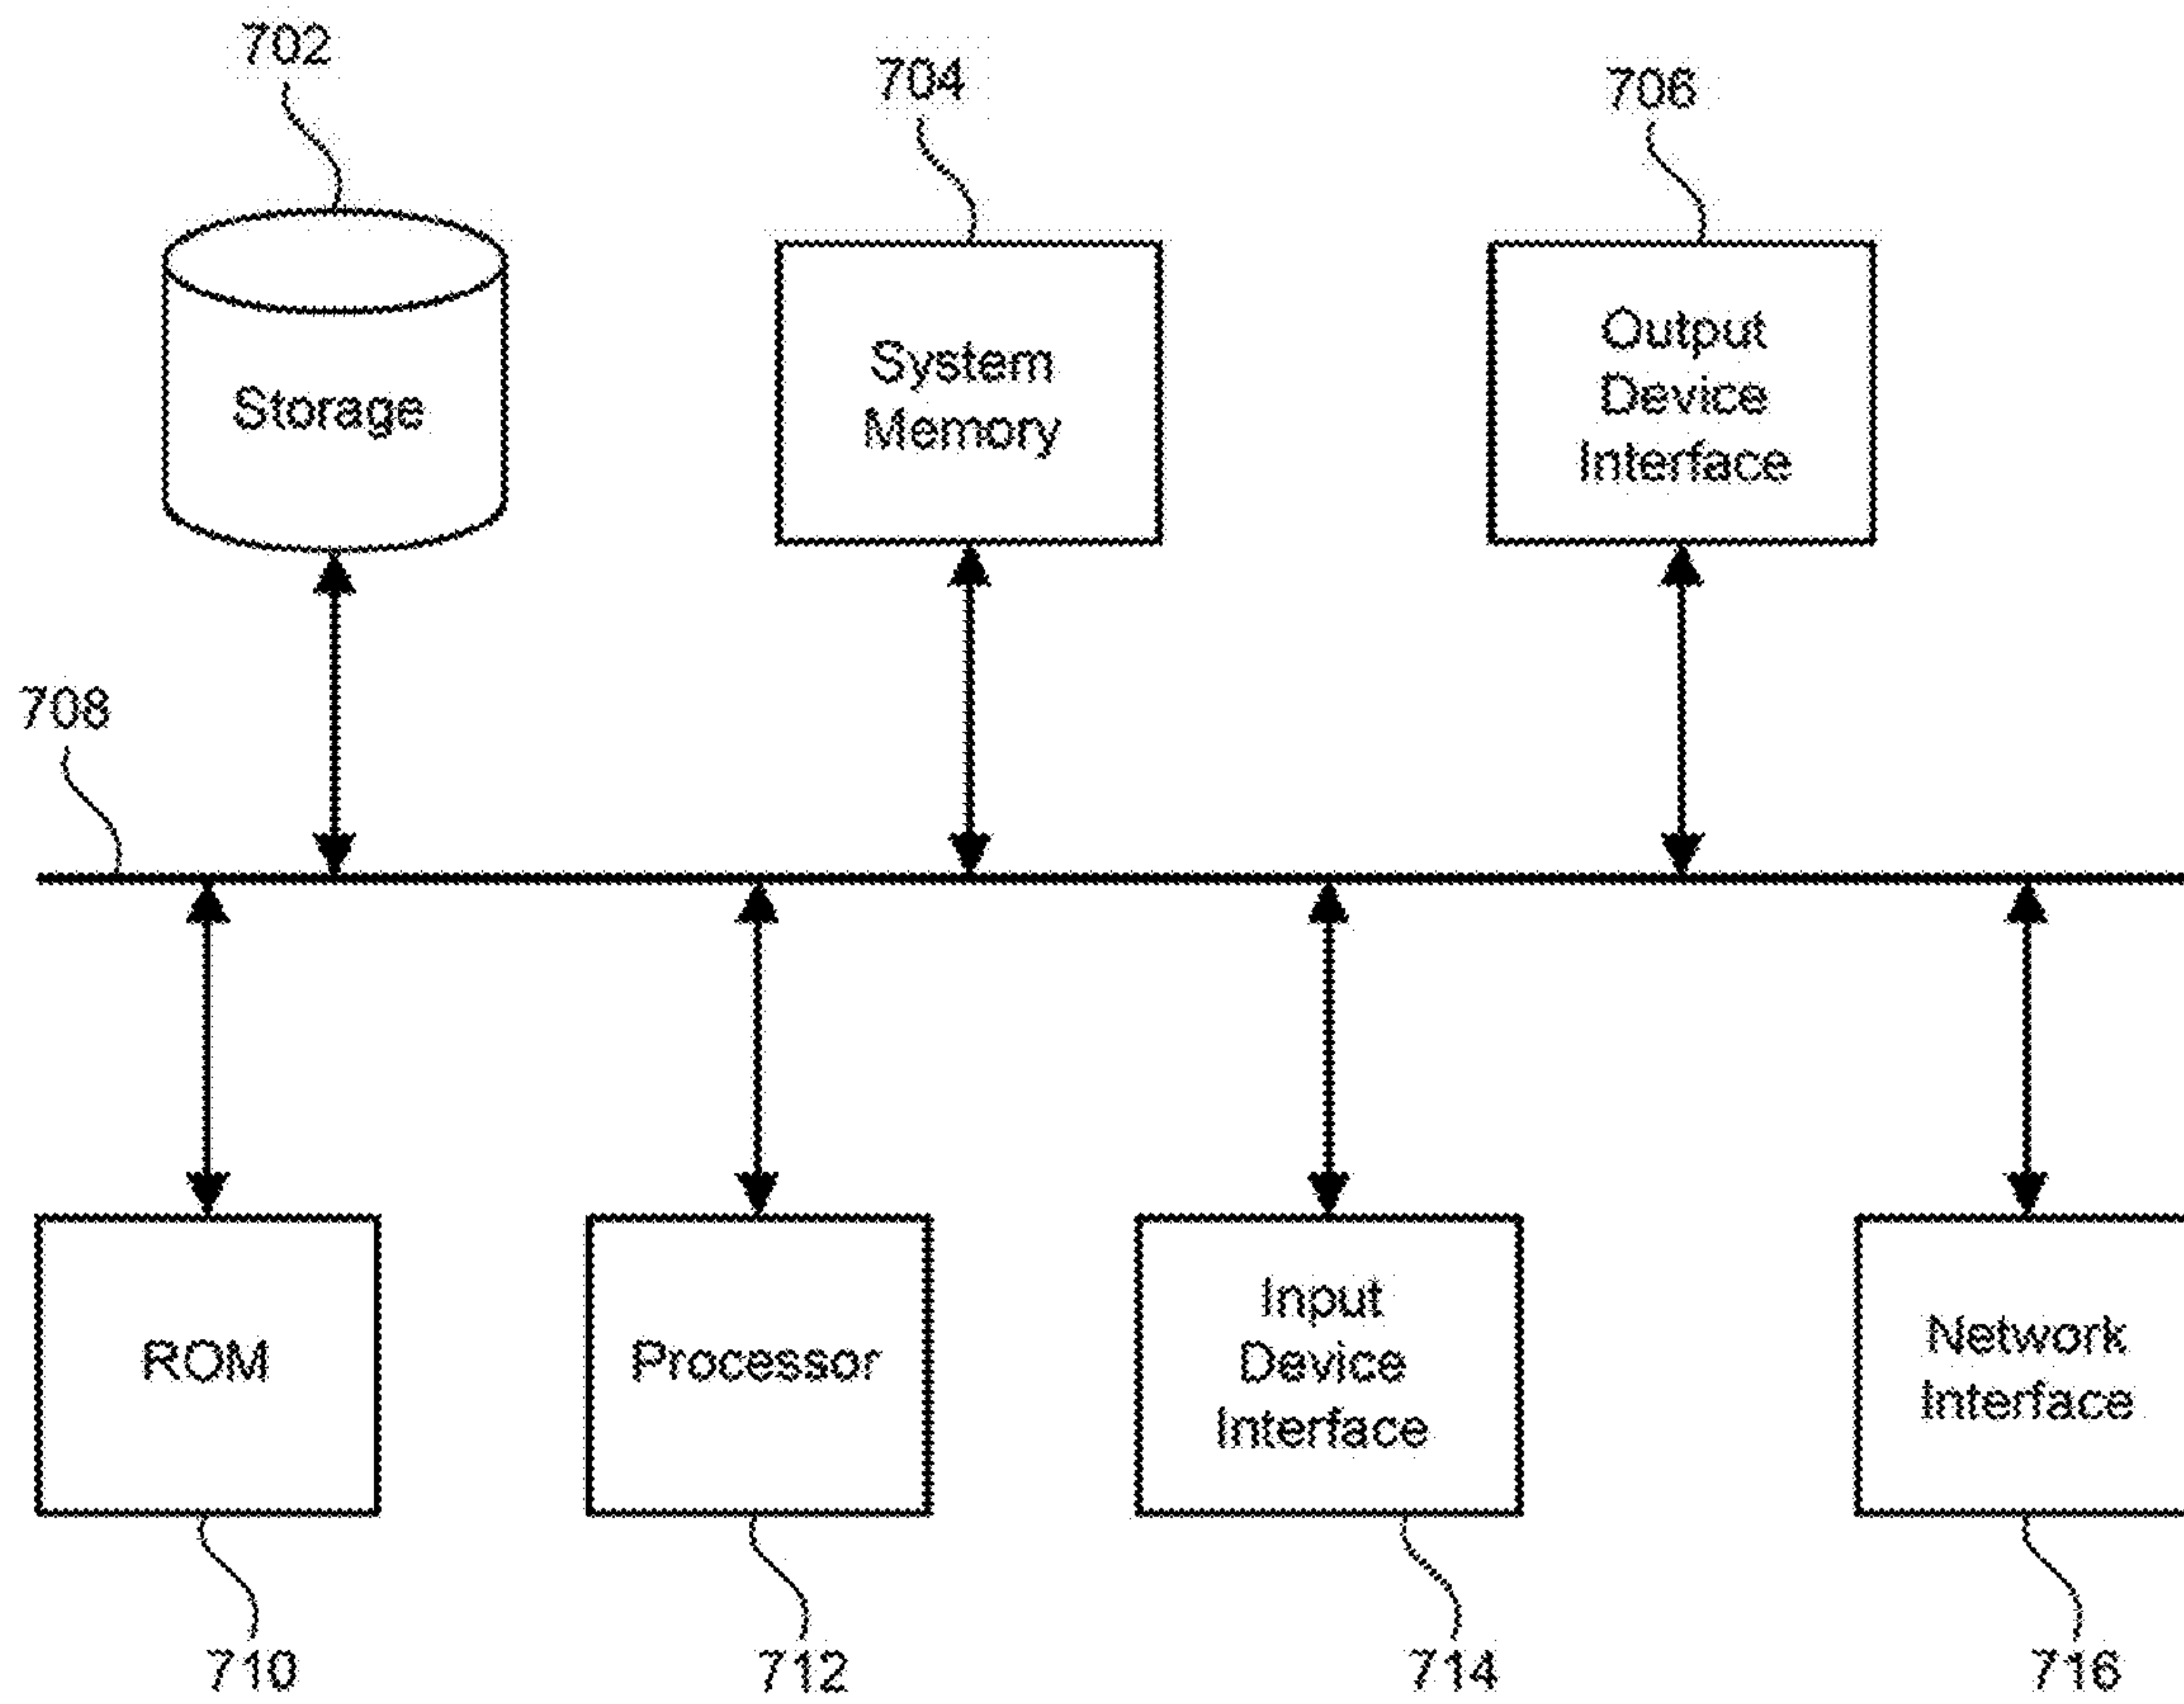 702
704
706
Storage
System
Memory
Output
Device
Interface
708
ROM
Processor
Input
Device
Interface
Network
Interface
710
712
714
716